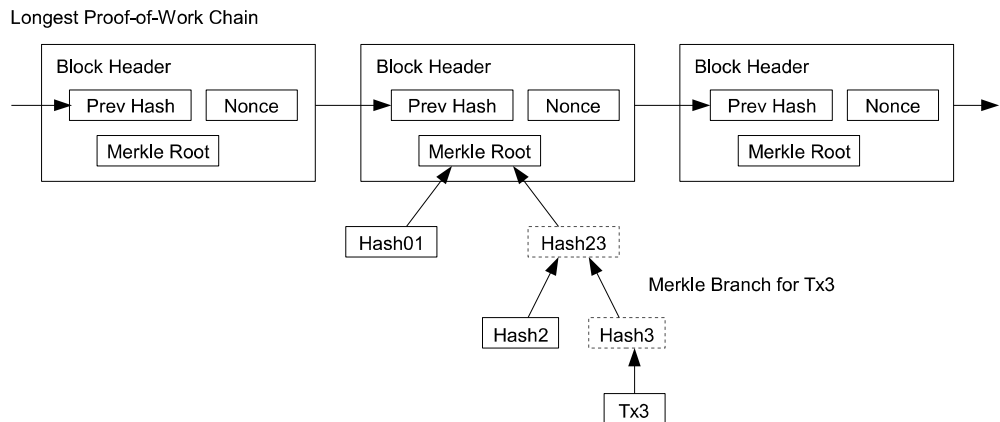 Longest Proof-of-Work Chain
Block Header
Prev Hash
Nonce
Merkle Root
Block Header
Prev Hash
Nonce
Merkle Root
Block Header
Prev Hash
Nonce
Merkle Root
Hash01
Hash23
Merkle Branch for Tx3
Hash2
Hash3
Tx3